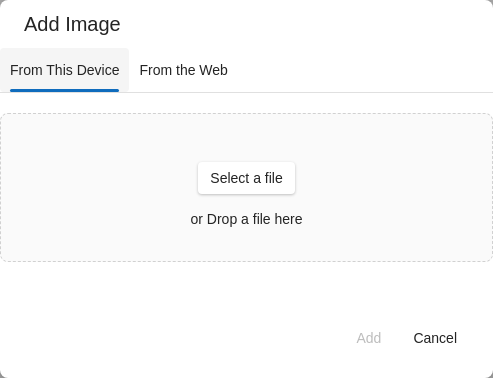 Add Image
From This Device From the Web
Select a file
or Drop a file here
Add Cancel